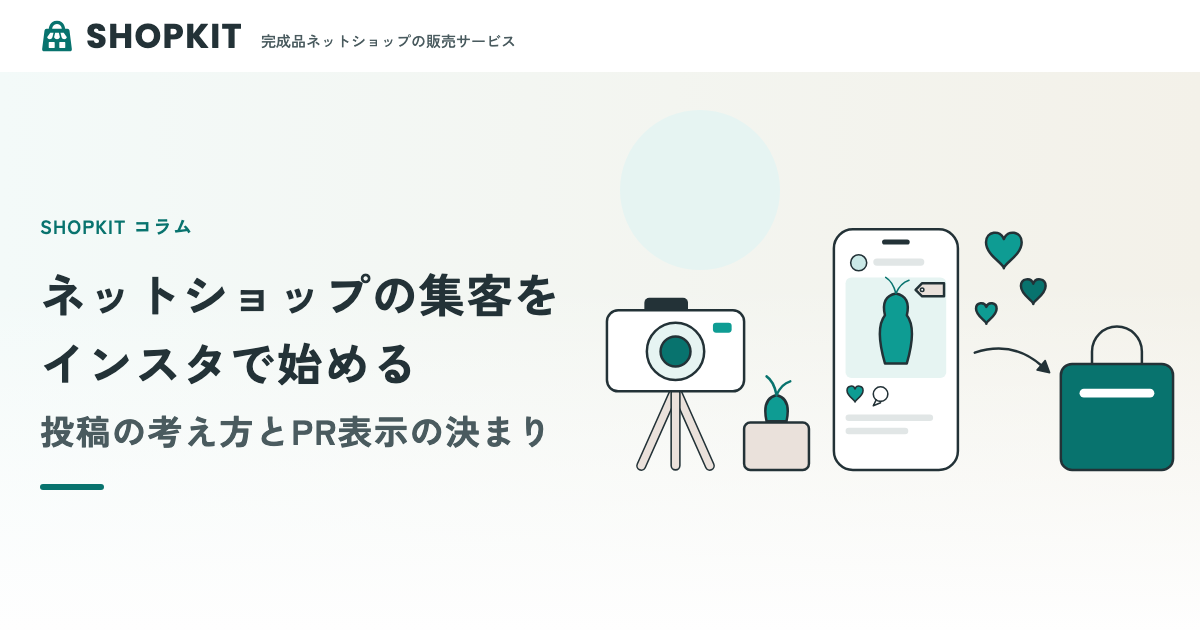 SHOPKIT 完成品ネットショップの販売サービス
SHOPKIT コラム
ネットショップの集客を
インスタで始める
投稿の考え方とPR表示の決まり